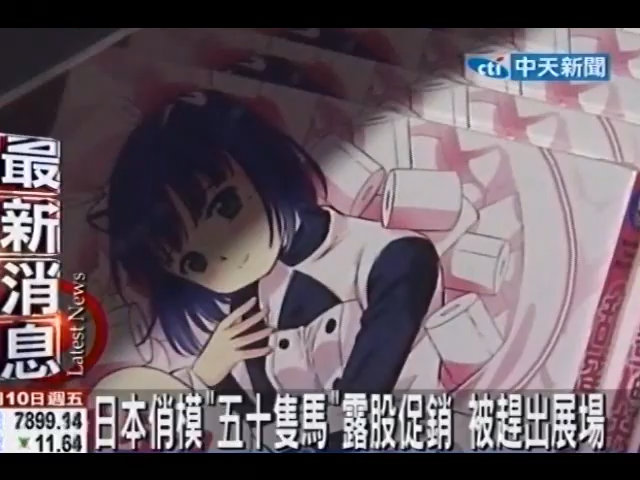 cti 中天新聞
最新消息
Latest News
10日週五
7899.14
▼ 11.64
日本俏模"五十隻馬"露股促銷 被趕出展場